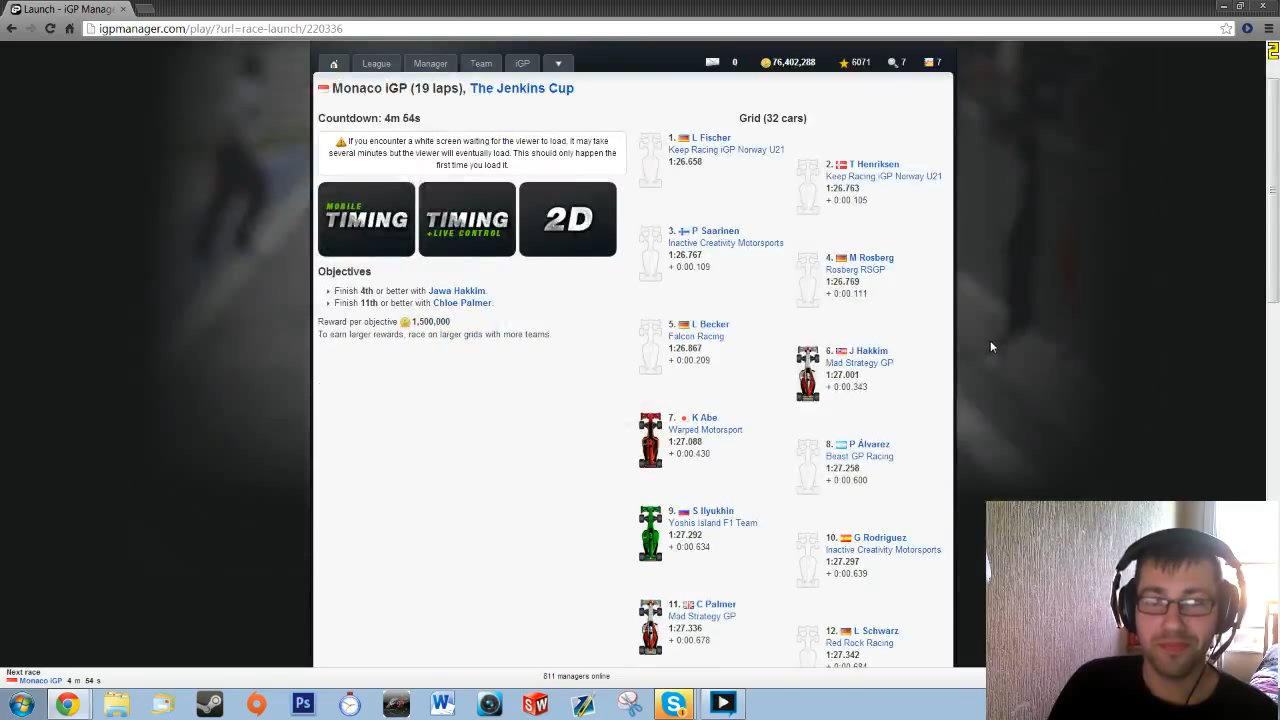 Launch - iGP Manager
igpmanager.com/play/?url=race-launch/220336
League Manager Team iGP
0 76,402,288 6071 7 7
Monaco iGP (19 laps), The Jenkins Cup
Countdown: 4m 54s
If you encounter a white screen waiting for the viewer to load, it may take
several minutes but the viewer will eventually load. This should only happen the
first time you load it.
MOBILE
TIMING
TIMING
+LIVE CONTROL
2D
Objectives
Finish 4th or better with Jawa Hakkim.
Finish 11th or better with Chloe Palmer.
Reward per objective 1,500,000
To earn larger rewards, race on larger grids with more teams.
Grid (32 cars)
1. L Fischer
Keep Racing iGP Norway U21
1:26.658
2. T Henriksen
Keep Racing iGP Norway U21
1:26.763
+ 0:00.105
3. P Saarinen
Inactive Creativity Motorsports
1:26.767
+ 0:00.109
4. M Rosberg
Rosberg RSGP
1:26.769
+ 0:00.111
5. L Becker
Falcon Racing
1:26.867
+ 0:00.209
6. J Hakkim
Mad Strategy GP
1:27.001
+ 0:00.343
7. K Abe
Warped Motorsport
1:27.088
+ 0:00.430
8. P Álvarez
Beast GP Racing
1:27.258
+ 0:00.600
9. S Ilyukhin
Yoshis Island F1 Team
1:27.292
+ 0:00.634
10. G Rodriguez
Inactive Creativity Motorsports
1:27.297
+ 0:00.639
11. C Palmer
Mad Strategy GP
1:27.336
+ 0:00.678
12. L Schwarz
Red Rock Racing
1:27.342
+ 0:00.684
Next race
Monaco iGP 4 m 54 s
811 managers online
Ps
W
SW